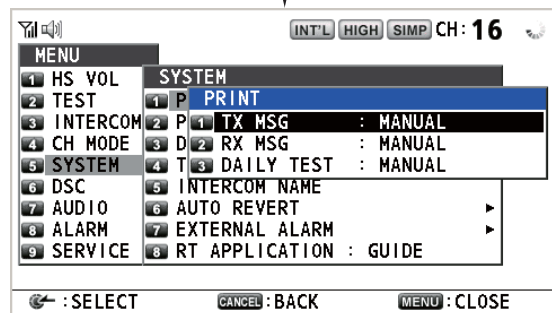 INT'L HIGH SIMP CH: 16
MENU
1 HS VOL
2 TEST
3 INTERCOM
4 CH MODE
5 SYSTEM
6 DSC
7 AUDIO
8 ALARM
9 SERVICE
SYSTEM
1 P
2 P
3 D
4 T
5 INTERCOM NAME
6 AUTO REVERT
7 EXTERNAL ALARM
8 RT APPLICATION : GUIDE
PRINT
1 TX MSG : MANUAL
2 RX MSG : MANUAL
3 DAILY TEST : MANUAL
: SELECT CANCEL : BACK MENU : CLOSE